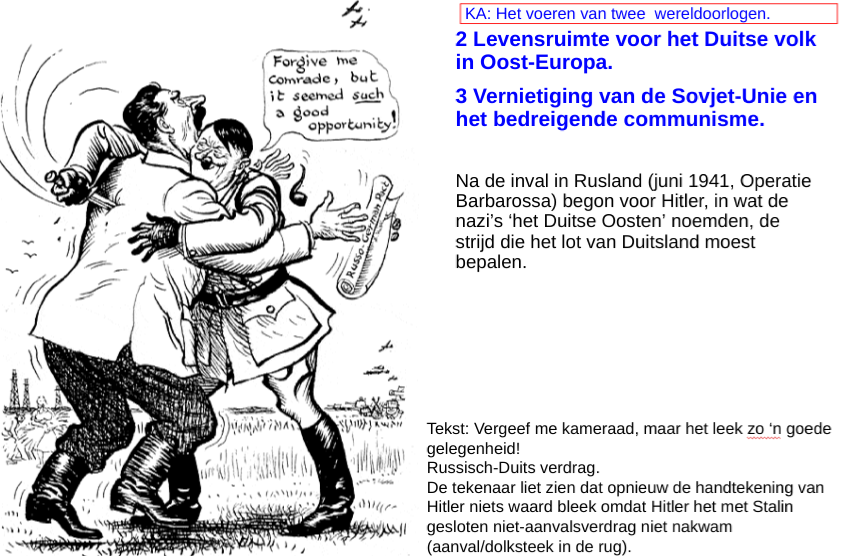 Forgive me
comrade, but
it seemed such
a good
opportunity!
Russo-German Pact
KA: Het voeren van twee  wereldoorlogen.
2 Levensruimte voor het Duitse volk
in Oost-Europa.
3 Vernietiging van de Sovjet-Unie en
het bedreigende communisme.
Na de inval in Rusland (juni 1941, Operatie
Barbarossa) begon voor Hitler, in wat de
nazi’s ‘het Duitse Oosten’ noemden, de
strijd die het lot van Duitsland moest
bepalen.
Tekst: Vergeef me kameraad, maar het leek zo ‘n goede
gelegenheid!
Russisch-Duits verdrag.
De tekenaar liet zien dat opnieuw de handtekening van
Hitler niets waard bleek omdat Hitler het met Stalin
gesloten niet-aanvalsverdrag niet nakwam
(aanval/dolksteek in de rug).